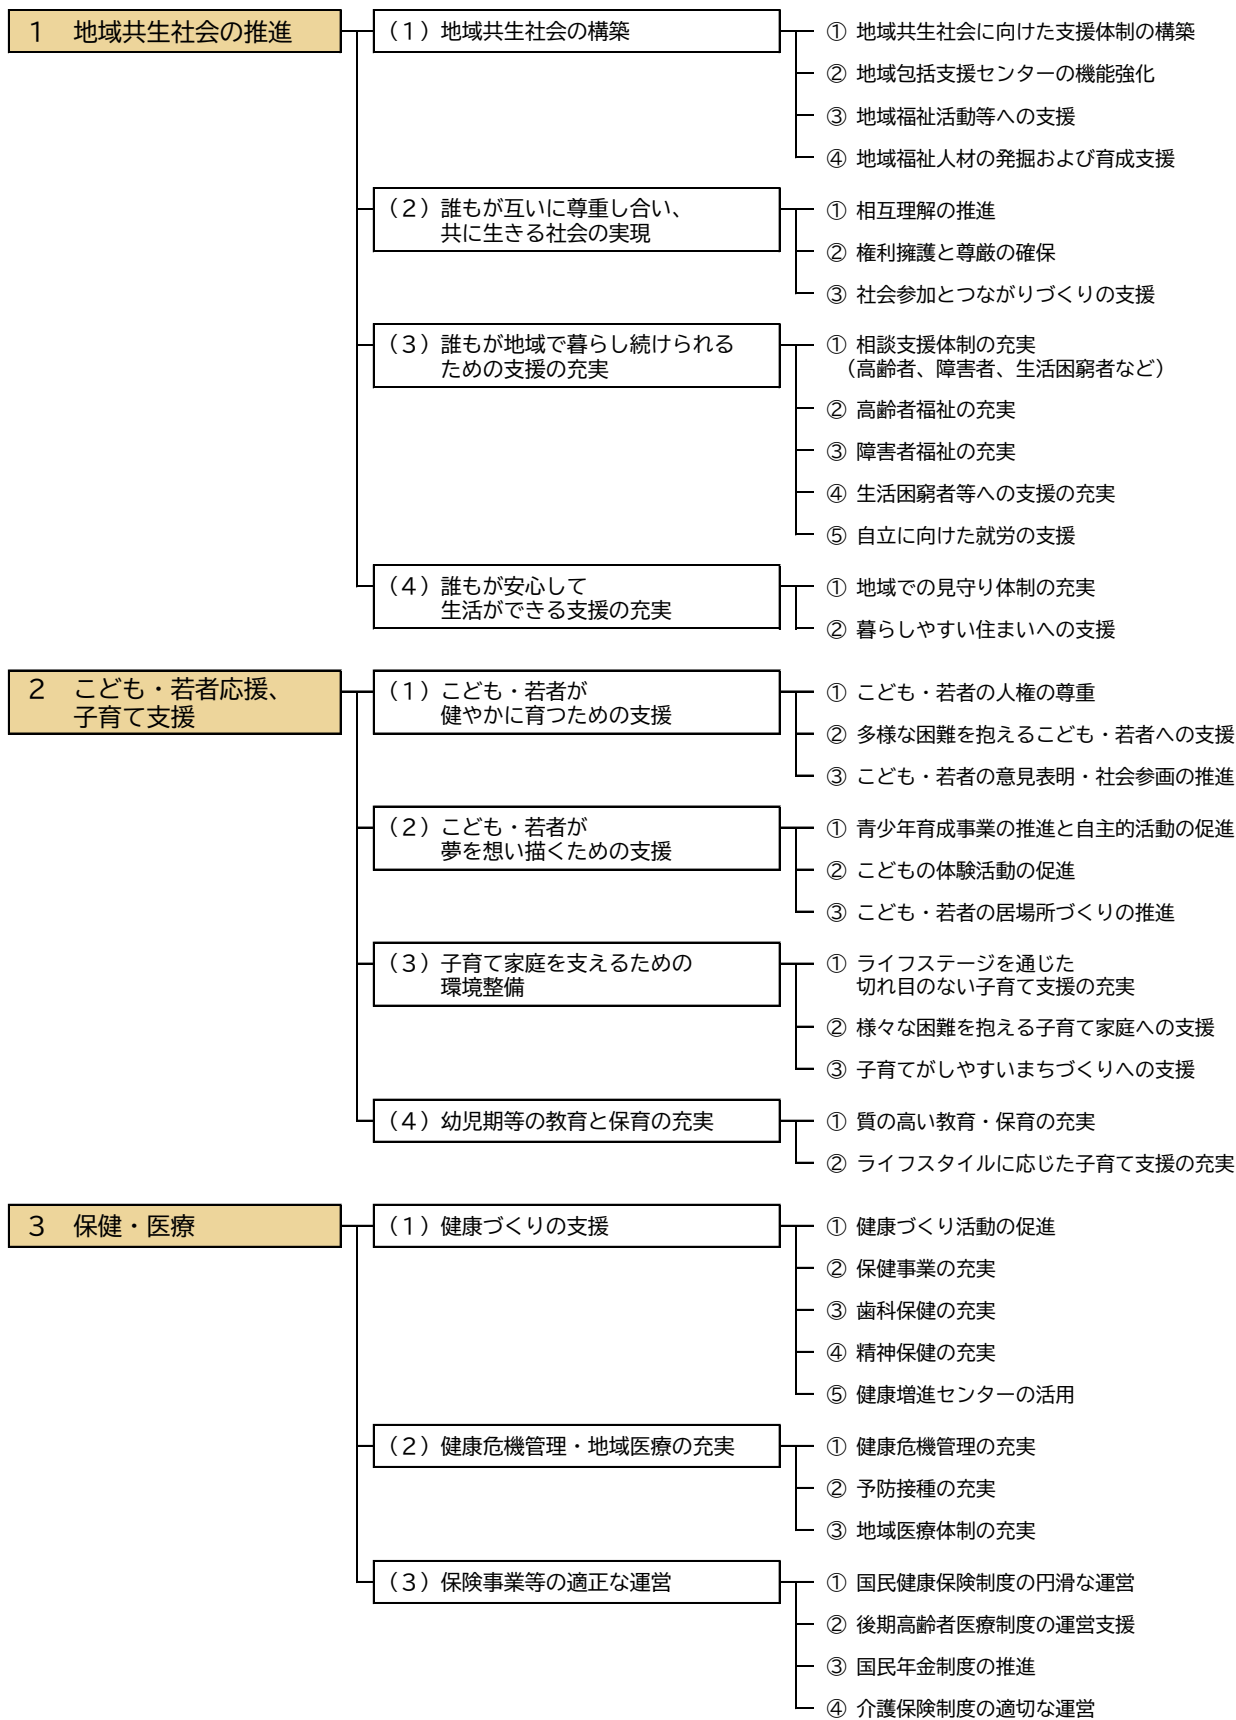 1 地域共生社会の推進
（１）地域共生社会の構築
① 地域共生社会に向けた支援体制の構築
② 地域包括支援センターの機能強化
③ 地域福祉活動等への支援
④ 地域福祉人材の発掘および育成支援
（２）誰もが互いに尊重し合い、
共に生きる社会の実現
① 相互理解の推進
② 権利擁護と尊厳の確保
③ 社会参加とつながりづくりの支援
（３）誰もが地域で暮らし続けられる
ための支援の充実
① 相談支援体制の充実
（高齢者、障害者、生活困窮者など）
② 高齢者福祉の充実
③ 障害者福祉の充実
④ 生活困窮者等への支援の充実
⑤ 自立に向けた就労の支援
（４）誰もが安心して
生活ができる支援の充実
① 地域での見守り体制の充実
② 暮らしやすい住まいへの支援
2 こども・若者応援、
子育て支援
（１）こども・若者が
健やかに育つための支援
① こども・若者の人権の尊重
② 多様な困難を抱えるこども・若者への支援
③ こども・若者の意見表明・社会参画の推進
（２）こども・若者が
夢を想い描くための支援
① 青少年育成事業の推進と自主的活動の促進
② こどもの体験活動の促進
③ こども・若者の居場所づくりの推進
（３）子育て家庭を支えるための
環境整備
① ライフステージを通じた
切れ目のない子育て支援の充実
② 様々な困難を抱える子育て家庭への支援
③ 子育てがしやすいまちづくりへの支援
（４）幼児期等の教育と保育の充実
① 質の高い教育・保育の充実
② ライフスタイルに応じた子育て支援の充実
3 保健・医療
（１）健康づくりの支援
① 健康づくり活動の促進
② 保健事業の充実
③ 歯科保健の充実
④ 精神保健の充実
⑤ 健康増進センターの活用
（２）健康危機管理・地域医療の充実
① 健康危機管理の充実
② 予防接種の充実
③ 地域医療体制の充実
（３）保険事業等の適正な運営
① 国民健康保険制度の円滑な運営
② 後期高齢者医療制度の運営支援
③ 国民年金制度の推進
④ 介護保険制度の適切な運営